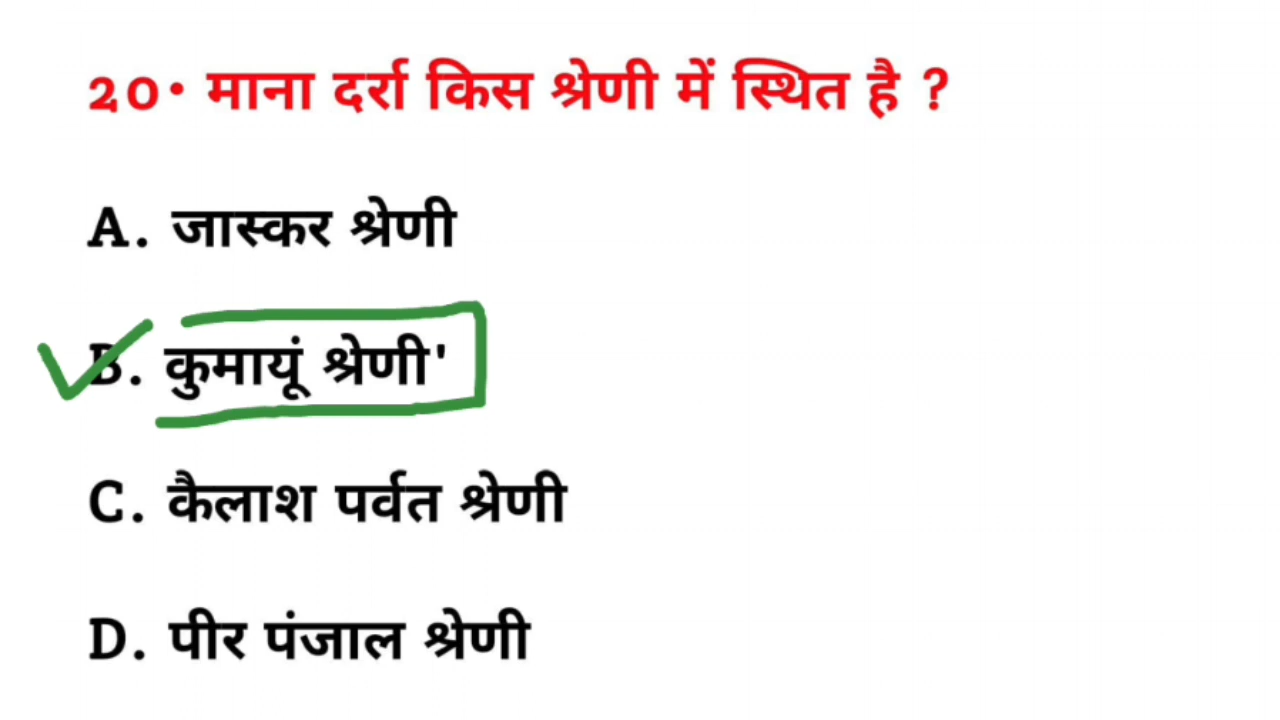 20• माना दर्रा किस श्रेणी में स्थित है ?
A. जास्कर श्रेणी
B. कुमायूं श्रेणी'
C. कैलाश पर्वत श्रेणी
D. पीर पंजाल श्रेणी